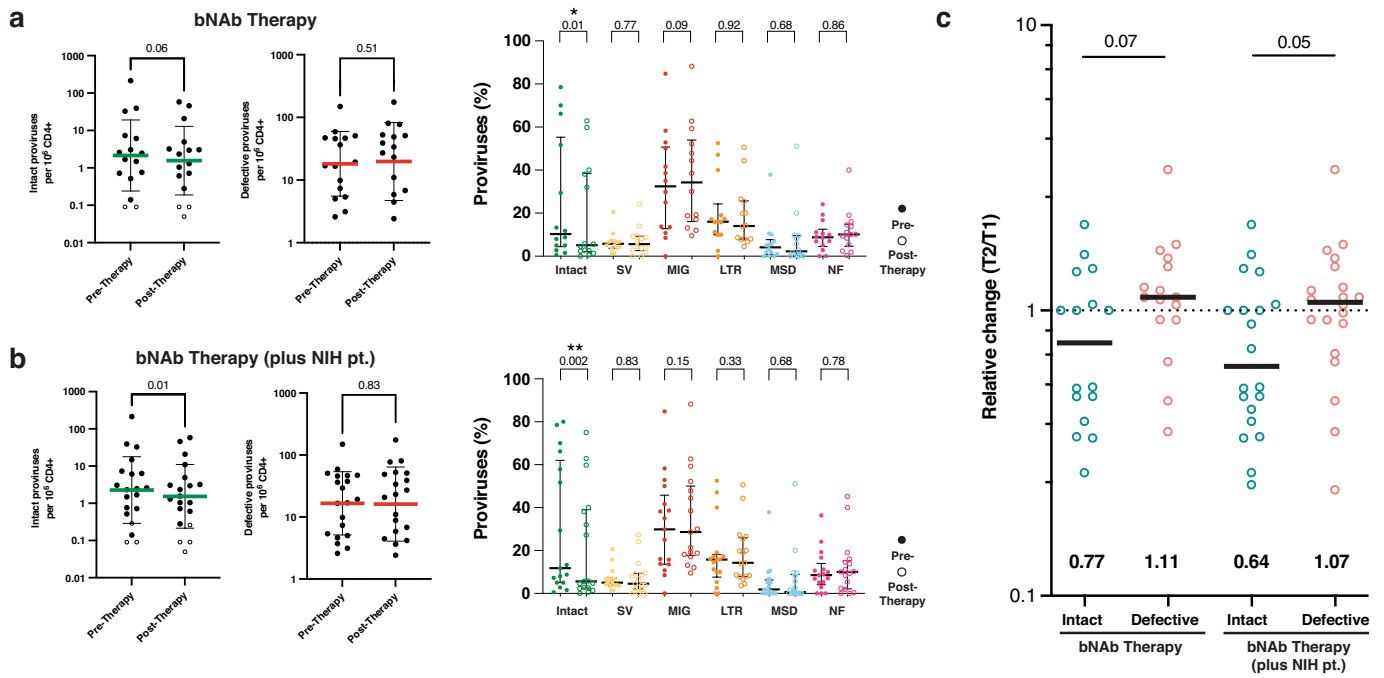 a
bNAb Therapy
0.06
1000
100
10
1
0.1
0.01
Intact proviruses
per 10⁶ CD4+
Pre-Therapy
Post-Therapy
0.51
1000
100
10
1
Defective proviruses
per 10⁶ CD4+
Pre-Therapy
Post-Therapy
*
0.01
0.77
0.09
0.92
0.68
0.86
100
80
60
40
20
0
Proviruses (%)
Intact
SV
MIG
LTR
MSD
NF
Pre-
Post-
Therapy
b
bNAb Therapy (plus NIH pt.)
0.01
1000
100
10
1
0.1
0.01
Intact proviruses
per 10⁶ CD4+
Pre-Therapy
Post-Therapy
0.83
1000
100
10
1
Defective proviruses
per 10⁶ CD4+
Pre-Therapy
Post-Therapy
**
0.002
0.83
0.15
0.33
0.68
0.78
100
80
60
40
20
0
Proviruses (%)
Intact
SV
MIG
LTR
MSD
NF
Pre-
Post-
Therapy
c
10
1
0.1
Relative change (T2/T1)
0.07
0.05
0.77
1.11
0.64
1.07
Intact
Defective
Intact
Defective
bNAb Therapy
bNAb Therapy
(plus NIH pt.)